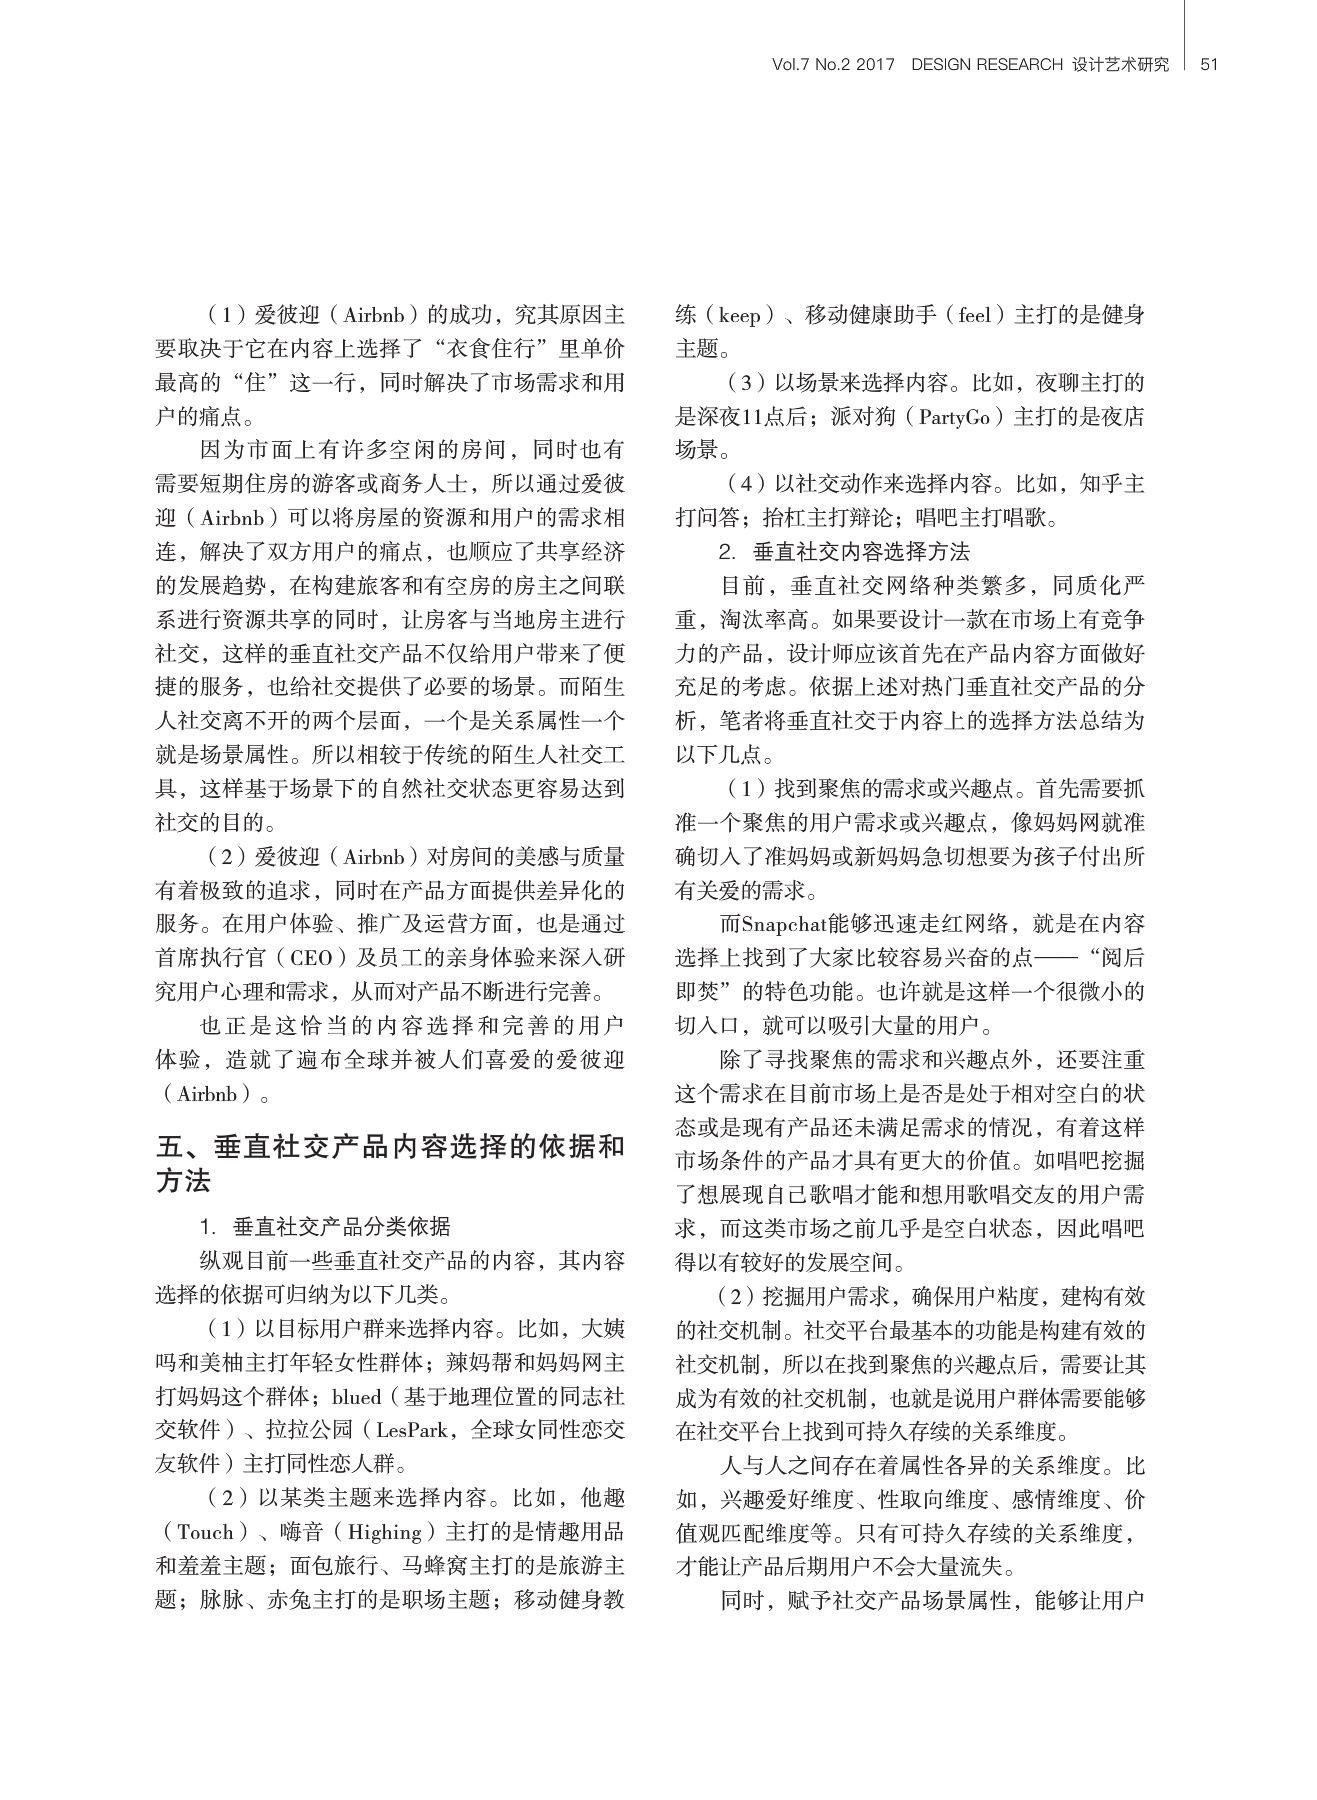 Vol.7 No.2 2017 DESIGN RESEARCH 设计艺术研究 51
（1）爱彼迎（Airbnb）的成功，究其原因主
要取决于它在内容上选择了“衣食住行”里单价
最高的“住”这一行，同时解决了市场需求和用
户的痛点。
因为市面上有许多空闲的房间，同时也有
需要短期住房的游客或商务人士，所以通过爱彼
迎（Airbnb）可以将房屋的资源和用户的需求相
连，解决了双方用户的痛点，也顺应了共享经济
的发展趋势，在构建旅客和有空房的房主之间联
系进行资源共享的同时，让房客与当地房主进行
社交，这样的垂直社交产品不仅给用户带来了便
捷的服务，也给社交提供了必要的场景。而陌生
人社交离不开的两个层面，一个是关系属性一个
就是场景属性。所以相较于传统的陌生人社交工
具，这样基于场景下的自然社交状态更容易达到
社交的目的。
（2）爱彼迎（Airbnb）对房间的美感与质量
有着极致的追求，同时在产品方面提供差异化的
服务。在用户体验、推广及运营方面，也是通过
首席执行官（CEO）及员工的亲身体验来深入研
究用户心理和需求，从而对产品不断进行完善。
也正是这恰当的内容选择和完善的用户
体验，造就了遍布全球并被人们喜爱的爱彼迎
（Airbnb）。
五、垂直社交产品内容选择的依据和
方法
1. 垂直社交产品分类依据
纵观目前一些垂直社交产品的内容，其内容
选择的依据可归纳为以下几类。
（1）以目标用户群来选择内容。比如，大姨
吗和美柚主打年轻女性群体；辣妈帮和妈妈网主
打妈妈这个群体；blued（基于地理位置的同志社
交软件）、拉拉公园（LesPark，全球女同性恋交
友软件）主打同性恋人群。
（2）以某类主题来选择内容。比如，他趣
（Touch）、嗨音（Highing）主打的是情趣用品
和羞羞主题；面包旅行、马蜂窝主打的是旅游主
题；脉脉、赤兔主打的是职场主题；移动健身教
练（keep）、移动健康助手（feel）主打的是健身
主题。
（3）以场景来选择内容。比如，夜聊主打的
是深夜11点后；派对狗（PartyGo）主打的是夜店
场景。
（4）以社交动作来选择内容。比如，知乎主
打问答；抬杠主打辩论；唱吧主打唱歌。
2. 垂直社交内容选择方法
目前，垂直社交网络种类繁多，同质化严
重，淘汰率高。如果要设计一款在市场上有竞争
力的产品，设计师应该首先在产品内容方面做好
充足的考虑。依据上述对热门垂直社交产品的分
析，笔者将垂直社交于内容上的选择方法总结为
以下几点。
（1）找到聚焦的需求或兴趣点。首先需要抓
准一个聚焦的用户需求或兴趣点，像妈妈网就准
确切入了准妈妈或新妈妈急切想要为孩子付出所
有关爱的需求。
而Snapchat能够迅速走红网络，就是在内容
选择上找到了大家比较容易兴奋的点——“阅后
即焚”的特色功能。也许就是这样一个很微小的
切入口，就可以吸引大量的用户。
除了寻找聚焦的需求和兴趣点外，还要注重
这个需求在目前市场上是否是处于相对空白的状
态或是现有产品还未满足需求的情况，有着这样
市场条件的产品才具有更大的价值。如唱吧挖掘
了想展现自己歌唱才能和想用歌唱交友的用户需
求，而这类市场之前几乎是空白状态，因此唱吧
得以有较好的发展空间。
（2）挖掘用户需求，确保用户粘度，建构有效
的社交机制。社交平台最基本的功能是构建有效的
社交机制，所以在找到聚焦的兴趣点后，需要让其
成为有效的社交机制，也就是说用户群体需要能够
在社交平台上找到可持久存续的关系维度。
人与人之间存在着属性各异的关系维度。比
如，兴趣爱好维度、性取向维度、感情维度、价
值观匹配维度等。只有可持久存续的关系维度，
才能让产品后期用户不会大量流失。
同时，赋予社交产品场景属性，能够让用户